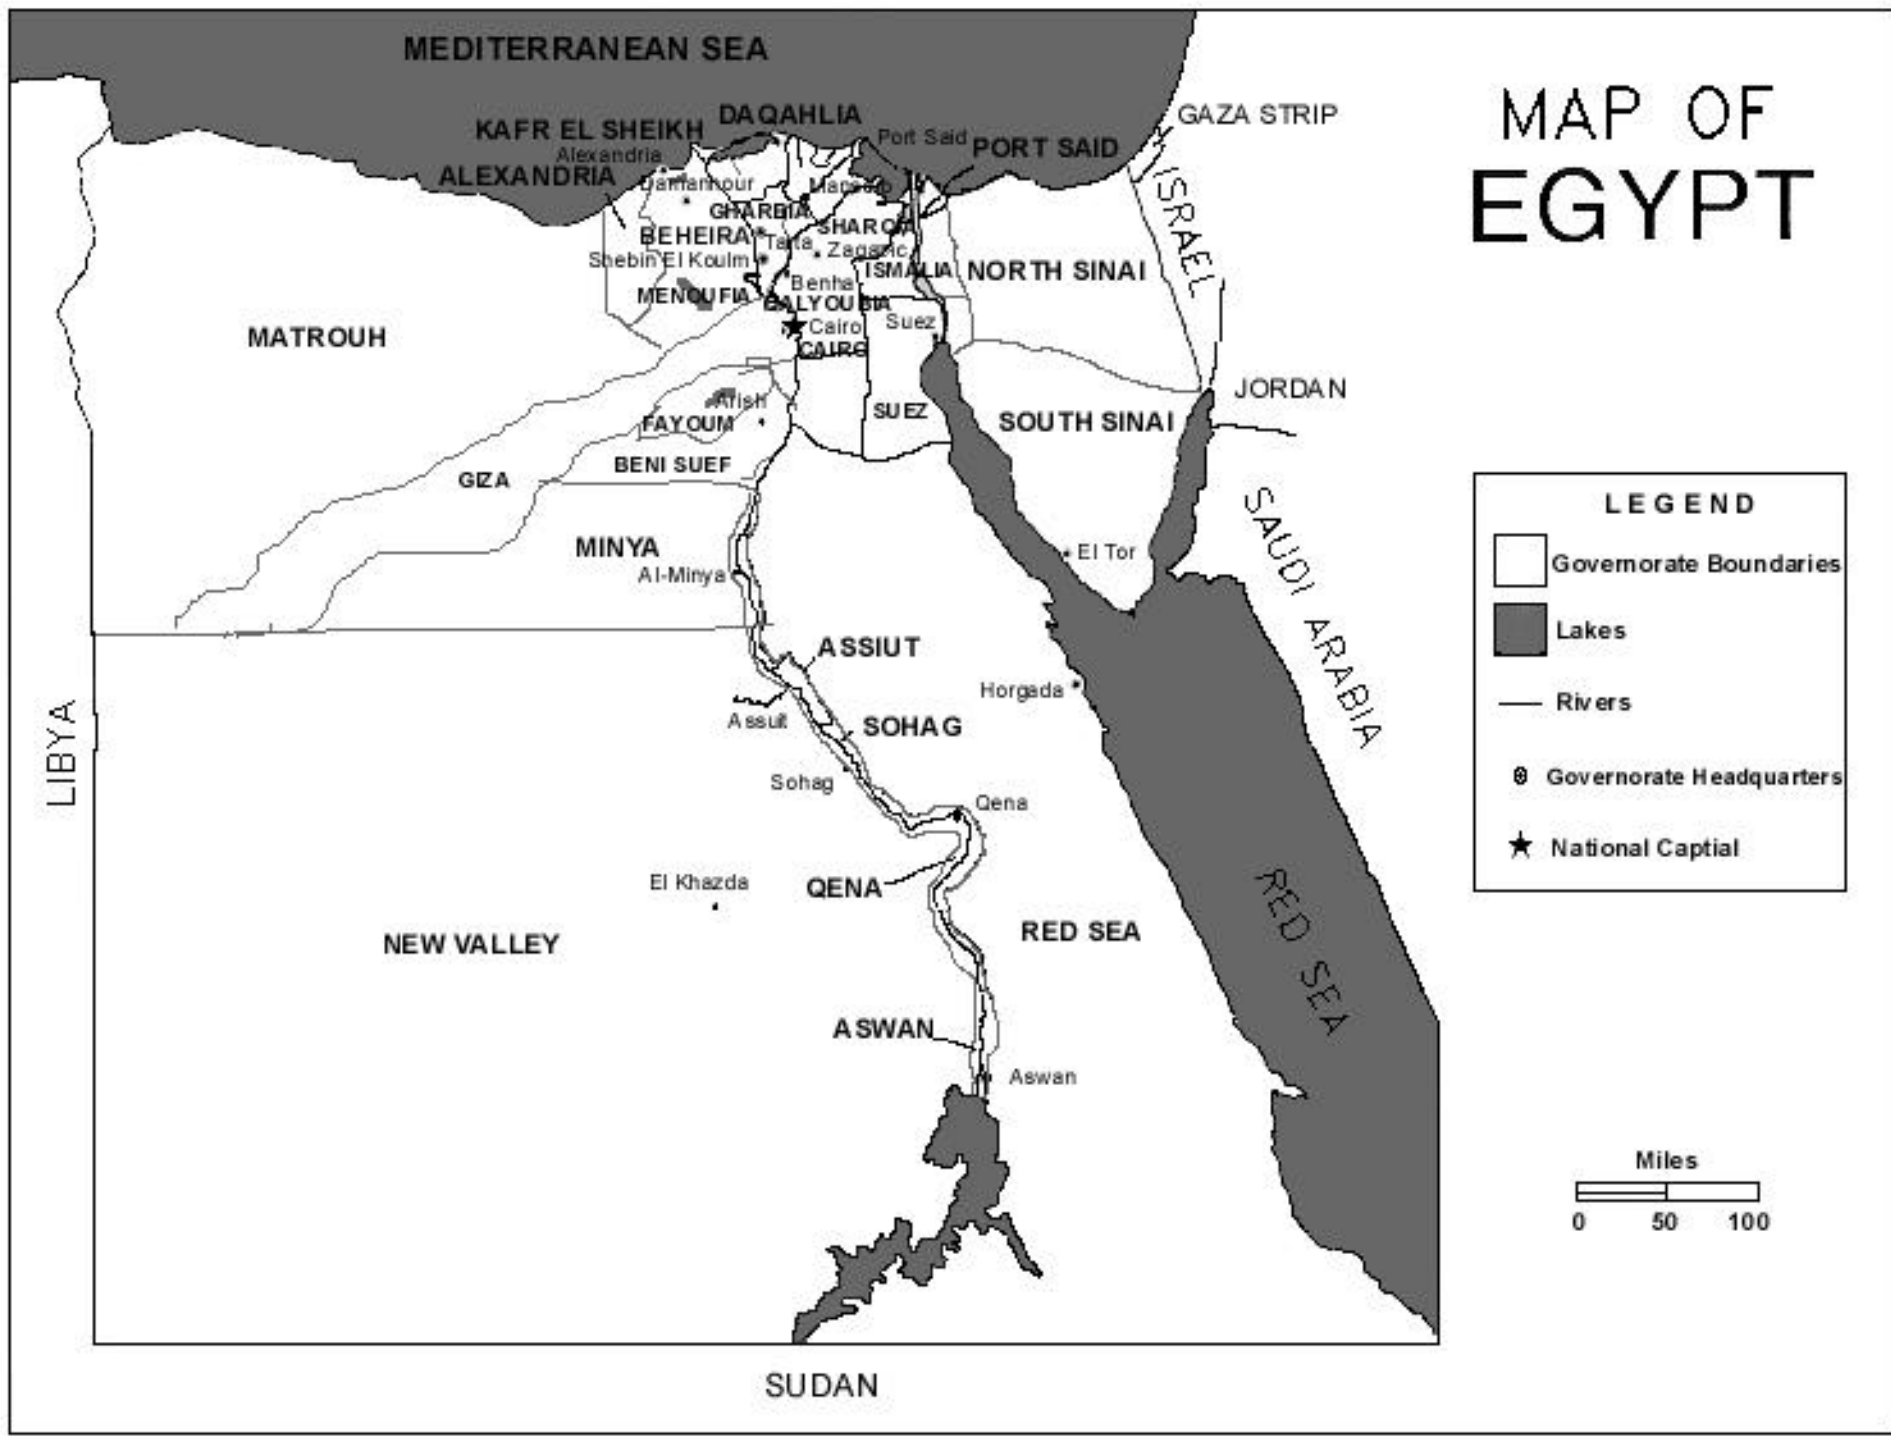 MEDITERRANEAN SEA
MAP OF
EGYPT
GAZA STRIP
DAQAHLIA
KAFR EL SHEIKH
Port Said
PORT SAID
Alexandria
ALEXANDRIA
ISRAEL
Damanhour
GHARBIA
BEHEIRA
Tanta
Zagazic
Shebin El Koulm
ISMALIA
NORTH SINAI
Benha
MENOUFIA
QALYOUBIA
Cairo
Suez
MATROUH
CAIRO
JORDAN
Arish
SUEZ
FAYOUM
SOUTH SINAI
BENI SUEF
GIZA
SAUDI ARABIA
MINYA
El Tor
Al-Minya
ASSIUT
Horgada
LIBYA
Assuit
SOHAG
Sohag
Qena
El Khazda
QENA
NEW VALLEY
RED SEA
RED SEA
ASWAN
Aswan
SUDAN
LEGEND
Governorate Boundaries
Lakes
Rivers
Governorate Headquarters
National Captial
Miles
0 50 100